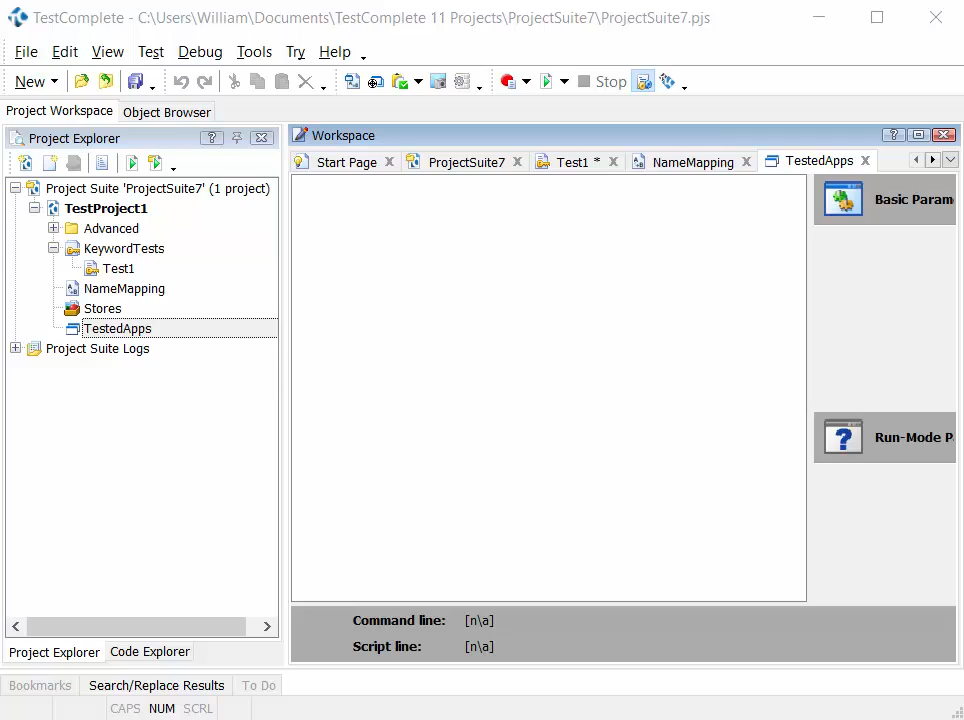 TestComplete - C:\Users\William\Documents\TestComplete 11 Projects\ProjectSuite7\ProjectSuite7.pjs
File Edit View Test Debug Tools Try Help
New Stop
Project Workspace Object Browser
Project Explorer
Workspace
Start Page ProjectSuite7 Test1 * NameMapping TestedApps
Project Suite 'ProjectSuite7' (1 project)
TestProject1
Advanced
KeywordTests
Test1
NameMapping
Stores
TestedApps
Project Suite Logs
Basic Param
Run-Mode P
Command line: [n\a]
Script line: [n\a]
Project Explorer Code Explorer
Bookmarks Search/Replace Results To Do
CAPS NUM SCRL